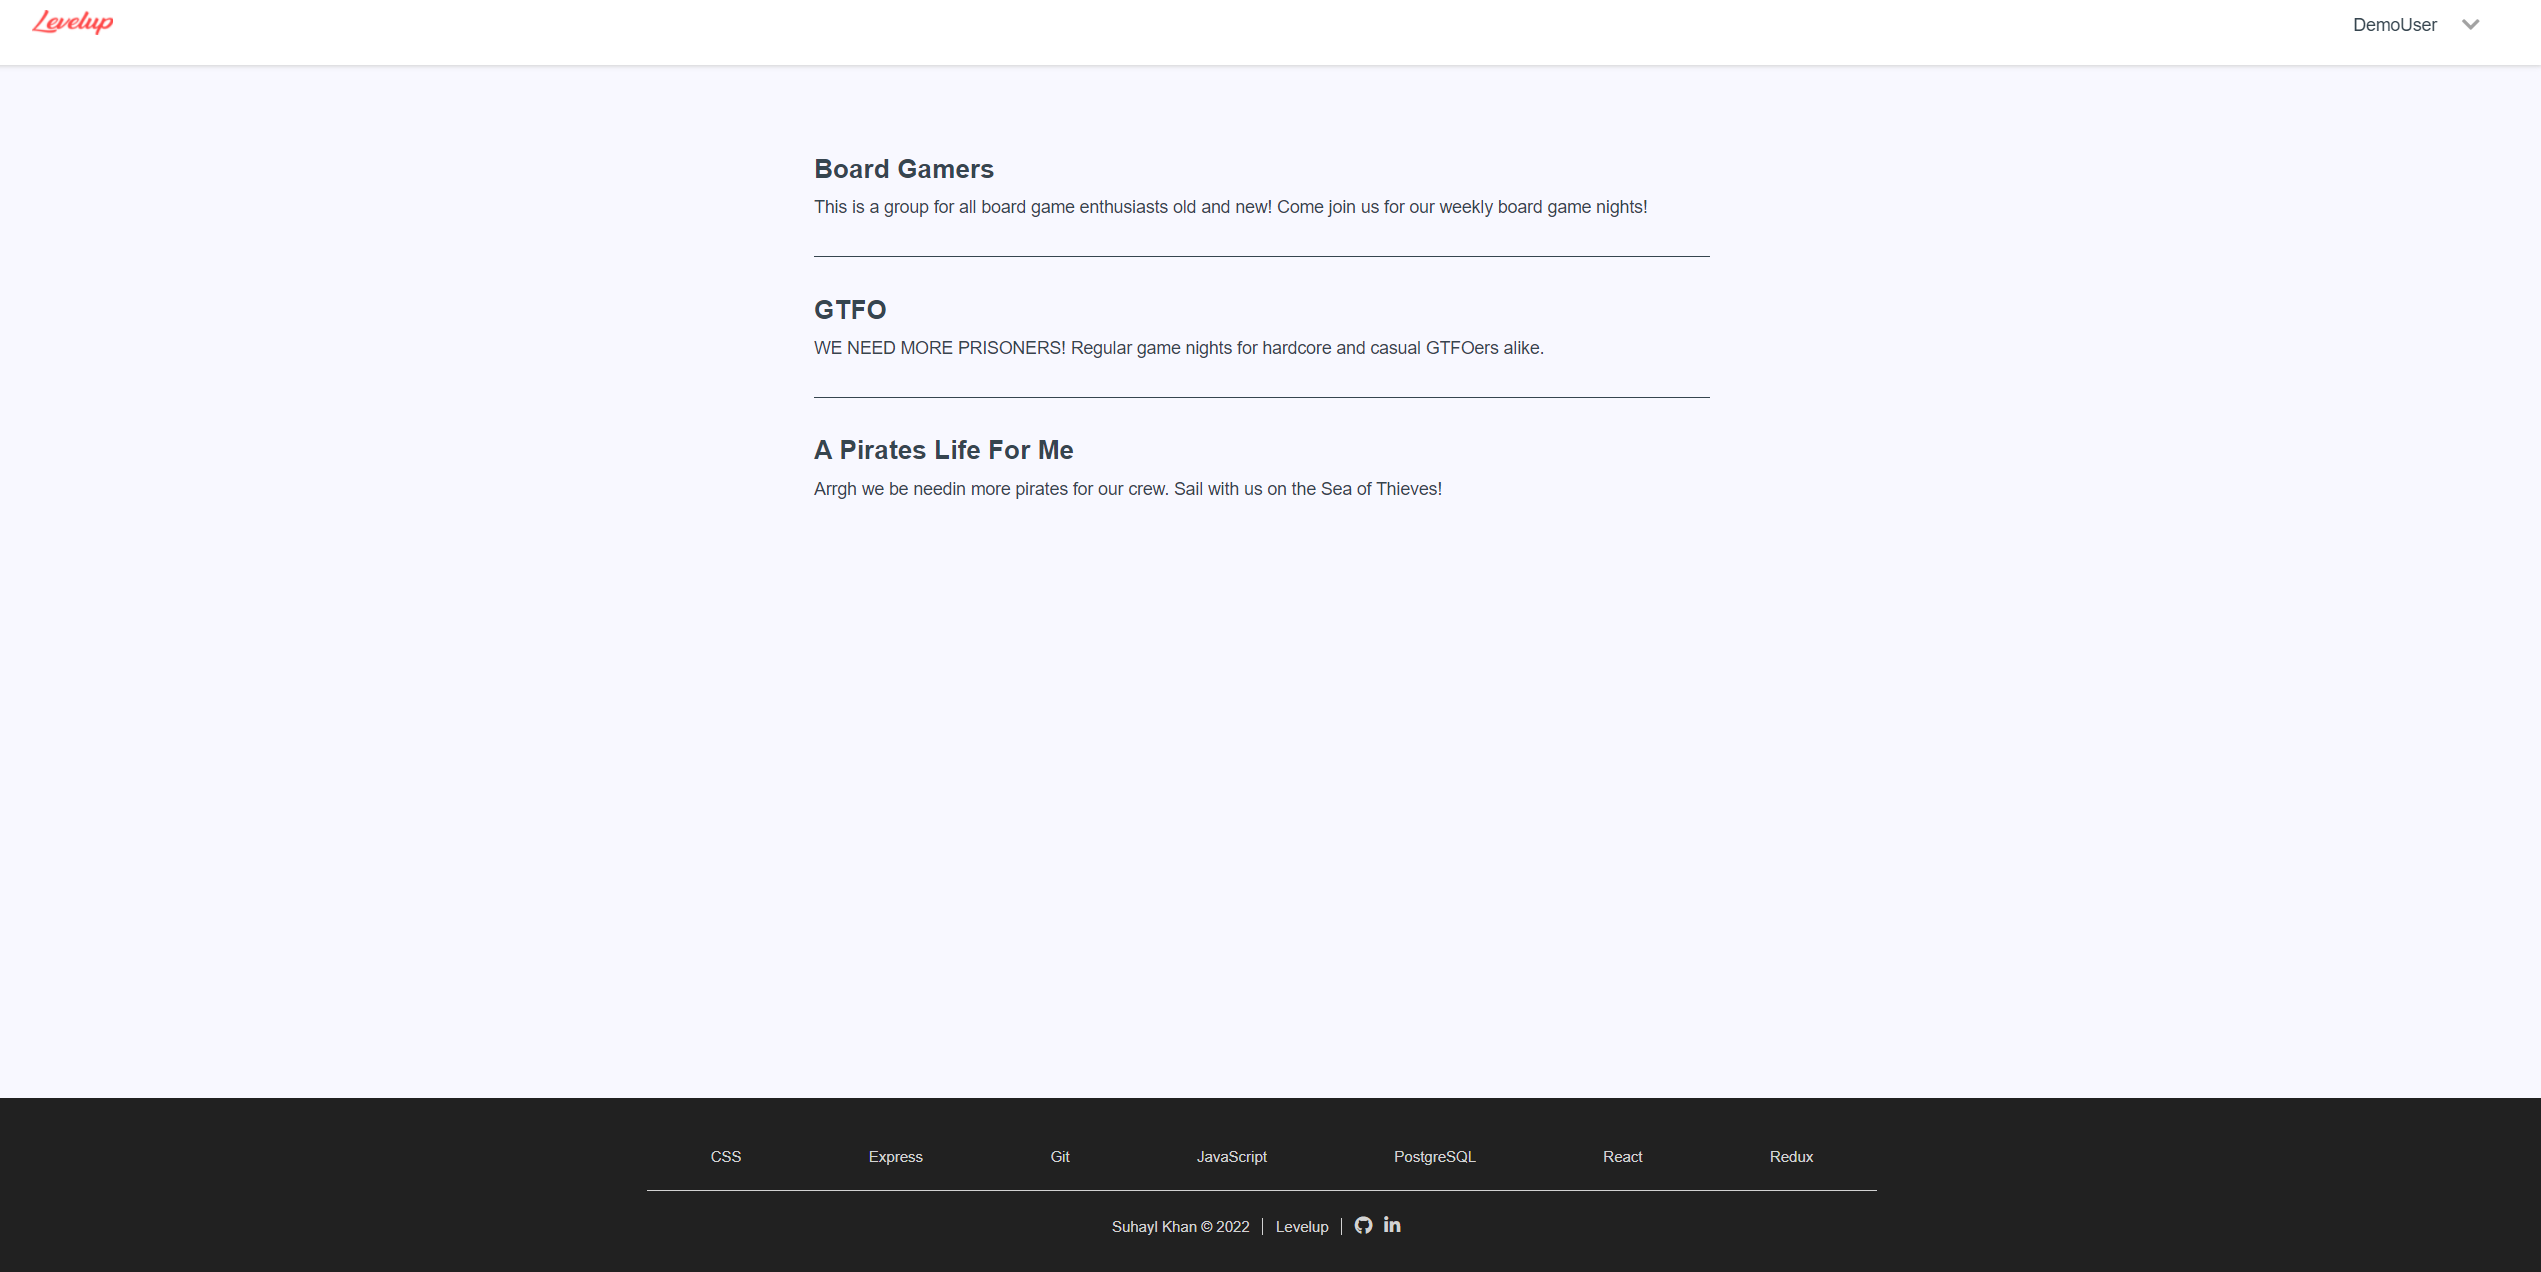 Levelup
DemoUser
Board Gamers
This is a group for all board game enthusiasts old and new! Come join us for our weekly board game nights!
GTFO
WE NEED MORE PRISONERS! Regular game nights for hardcore and casual GTFOers alike.
A Pirates Life For Me
Arrgh we be needin more pirates for our crew. Sail with us on the Sea of Thieves!
CSS Express Git JavaScript PostgreSQL React Redux
Suhayl Khan © 2022 | Levelup | in